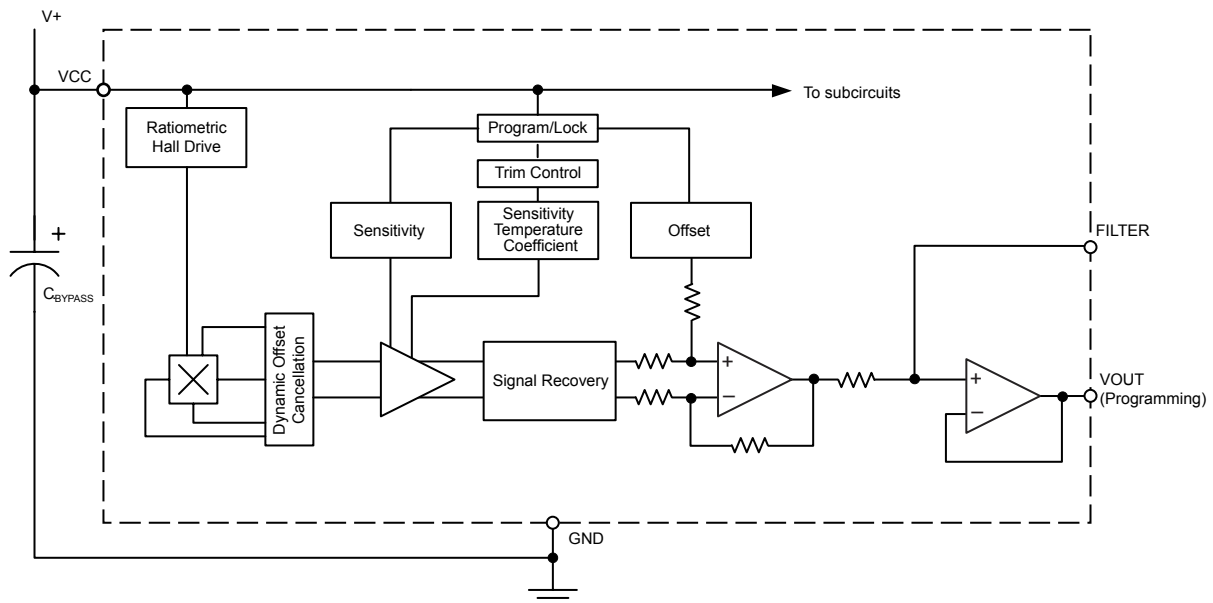 V+
VCC
To subcircuits
Ratiometric
Hall Drive
Program/Lock
Trim Control
Sensitivity
Sensitivity
Temperature
Coefficient
Offset
FILTER
+
CBYPASS
Dynamic Offset
Cancellation
Signal Recovery
+
−
+
−
VOUT
(Programming)
GND